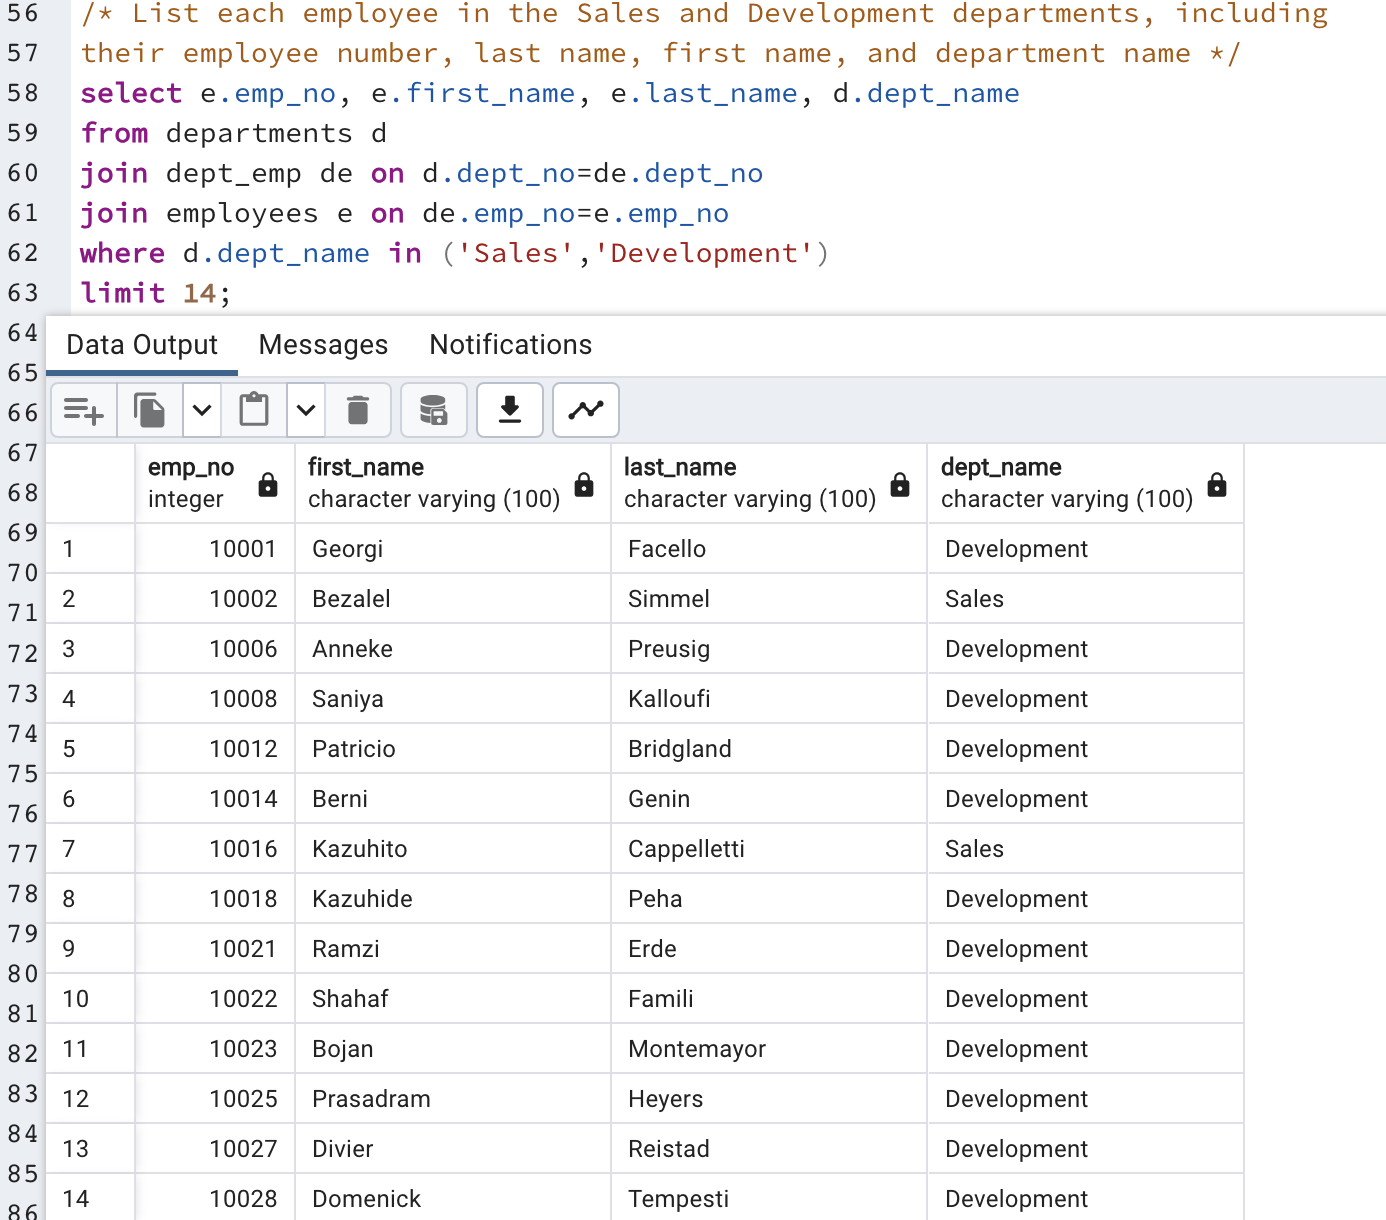 56 /* List each employee in the Sales and Development departments, including
57 their employee number, last name, first name, and department name */
58 select e.emp_no, e.first_name, e.last_name, d.dept_name
59 from departments d
60 join dept_emp de on d.dept_no=de.dept_no
61 join employees e on de.emp_no=e.emp_no
62 where d.dept_name in ('Sales','Development')
63 limit 14;
64
Data Output Messages Notifications
65
66
67
emp_no first_name last_name dept_name
integer character varying (100) character varying (100) character varying (100)
68
69
1 10001 Georgi Facello Development
70
2 10002 Bezalel Simmel Sales
71
3 10006 Anneke Preusig Development
72
73
4 10008 Saniya Kalloufi Development
74
5 10012 Patricio Bridgland Development
75
6 10014 Berni Genin Development
76
7 10016 Kazuhito Cappelletti Sales
77
78
8 10018 Kazuhide Peha Development
79
9 10021 Ramzi Erde Development
80
10 10022 Shahaf Famili Development
81
11 10023 Bojan Montemayor Development
82
83
12 10025 Prasadram Heyers Development
84
13 10027 Divier Reistad Development
85
14 10028 Domenick Tempesti Development
86